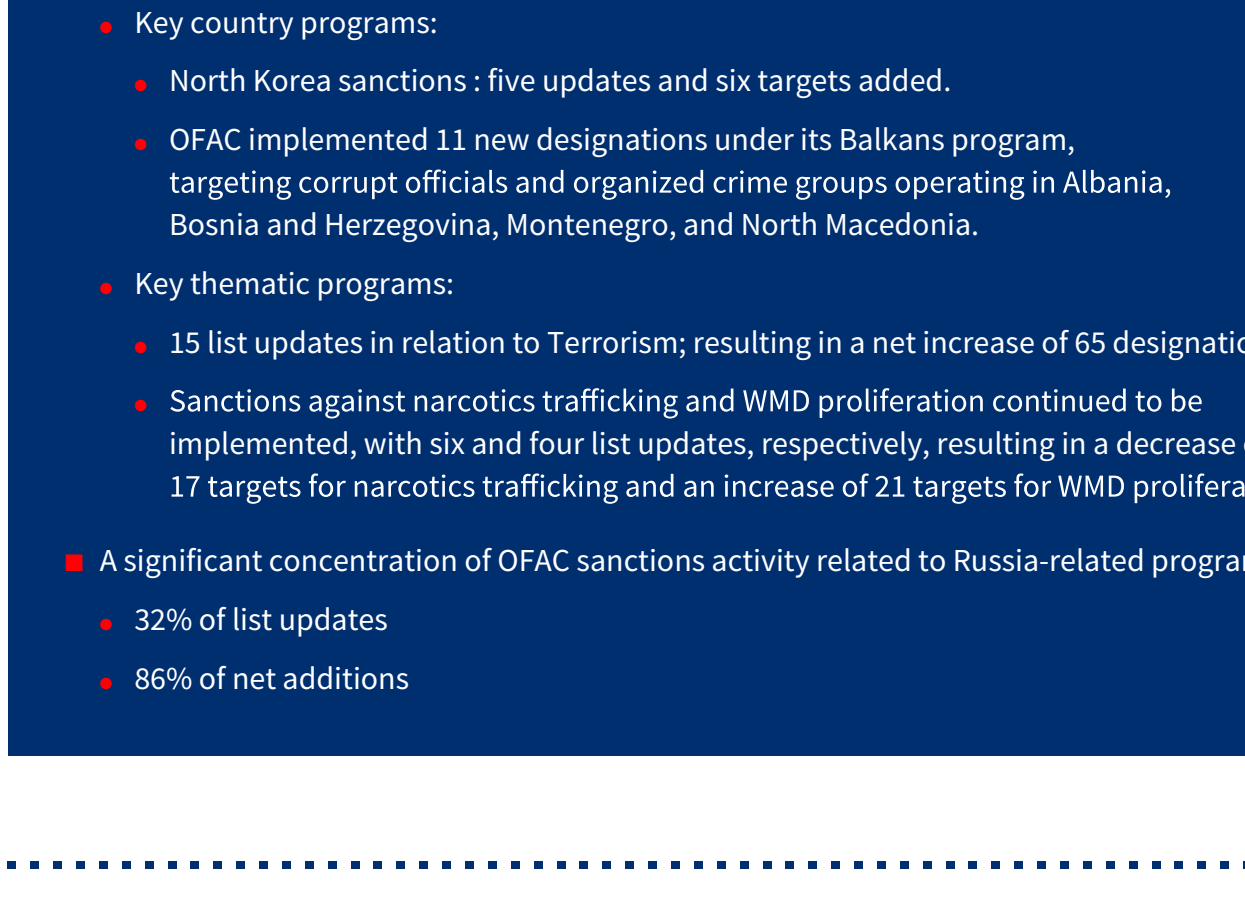 Key country programs:
North Korea sanctions : five updates and six targets added.
OFAC implemented 11 new designations under its Balkans program,
targeting corrupt officials and organized crime groups operating in Albania,
Bosnia and Herzegovina, Montenegro, and North Macedonia.
Key thematic programs:
15 list updates in relation to Terrorism; resulting in a net increase of 65
Sanctions against narcotics trafficking and WMD proliferation continued to be
implemented, with six and four list updates, respectively, resulting in a decrease
17 targets for narcotics trafficking and an increase of 21 targets for WMD
A significant concentration of OFAC sanctions activity related to Russia-related
32% of list updates
86% of net additions